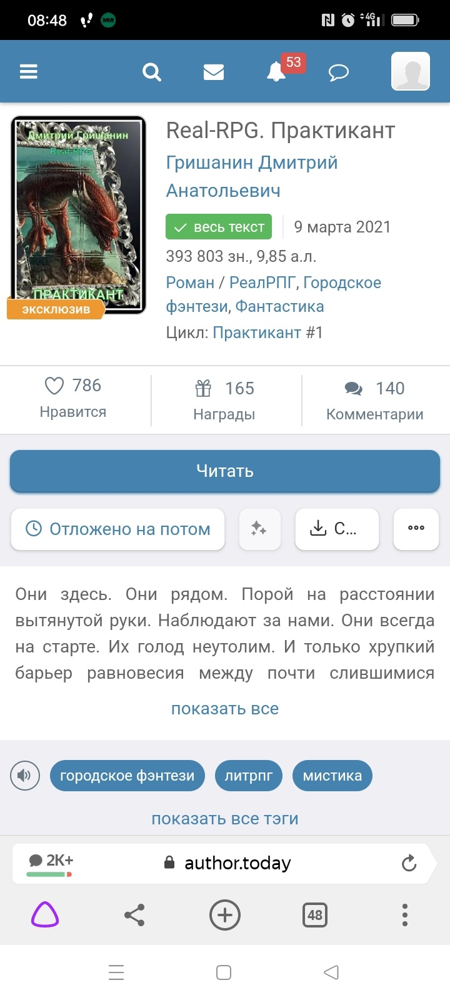 08:48
MIR
4G
53
Дмитрий Гришанин
Real-RPG
ПРАКТИКАНТ
эксклюзив
Real-RPG. Практикант
Гришанин Дмитрий
Анатольевич
весь текст
9 марта 2021
393 803 зн., 9,85 а.л.
Роман / РеалРПГ, Городское
фэнтези, Фантастика
Цикл: Практикант #1
786
Нравится
165
Награды
140
Комментарии
Читать
Отложено на потом
С...
Они здесь. Они рядом. Порой на расстоянии
вытянутой руки. Наблюдают за нами. Они всегда
на старте. Их голод неутолим. И только хрупкий
барьер равновесия между почти слившимися
показать все
городское фэнтези
литрпг
мистика
показать все тэги
2K+
author.today
48